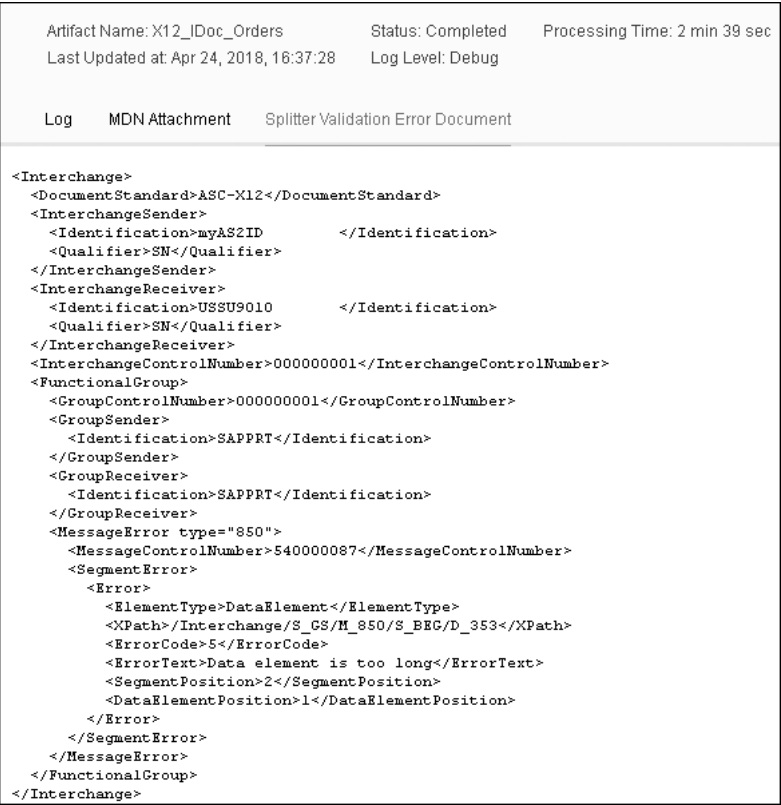 Artifact Name: X12_IDoc_Orders Status: Completed Processing Time: 2 min 39 sec
Last Updated at: Apr 24, 2018, 16:37:28 Log Level: Debug
Log MDN Attachment Splitter Validation Error Document
<Interchange>
  <DocumentStandard>ASC-X12</DocumentStandard>
  <InterchangeSender>
    <Identification>myAS2ID        </Identification>
    <Qualifier>SN</Qualifier>
  </InterchangeSender>
  <InterchangeReceiver>
    <Identification>USSU9010       </Identification>
    <Qualifier>SN</Qualifier>
  </InterchangeReceiver>
  <InterchangeControlNumber>000000001</InterchangeControlNumber>
  <FunctionalGroup>
    <GroupControlNumber>000000001</GroupControlNumber>
    <GroupSender>
      <Identification>SAPPRT</Identification>
    </GroupSender>
    <GroupReceiver>
      <Identification>SAPPRT</Identification>
    </GroupReceiver>
    <MessageError type="850">
      <MessageControlNumber>540000087</MessageControlNumber>
      <SegmentError>
        <Error>
          <ElementType>DataElement</ElementType>
          <XPath>/Interchange/S_GS/M_850/S_BEG/D_353</XPath>
          <ErrorCode>5</ErrorCode>
          <ErrorText>Data element is too long</ErrorText>
          <SegmentPosition>2</SegmentPosition>
          <DataElementPosition>1</DataElementPosition>
        </Error>
      </SegmentError>
    </MessageError>
  </FunctionalGroup>
</Interchange>